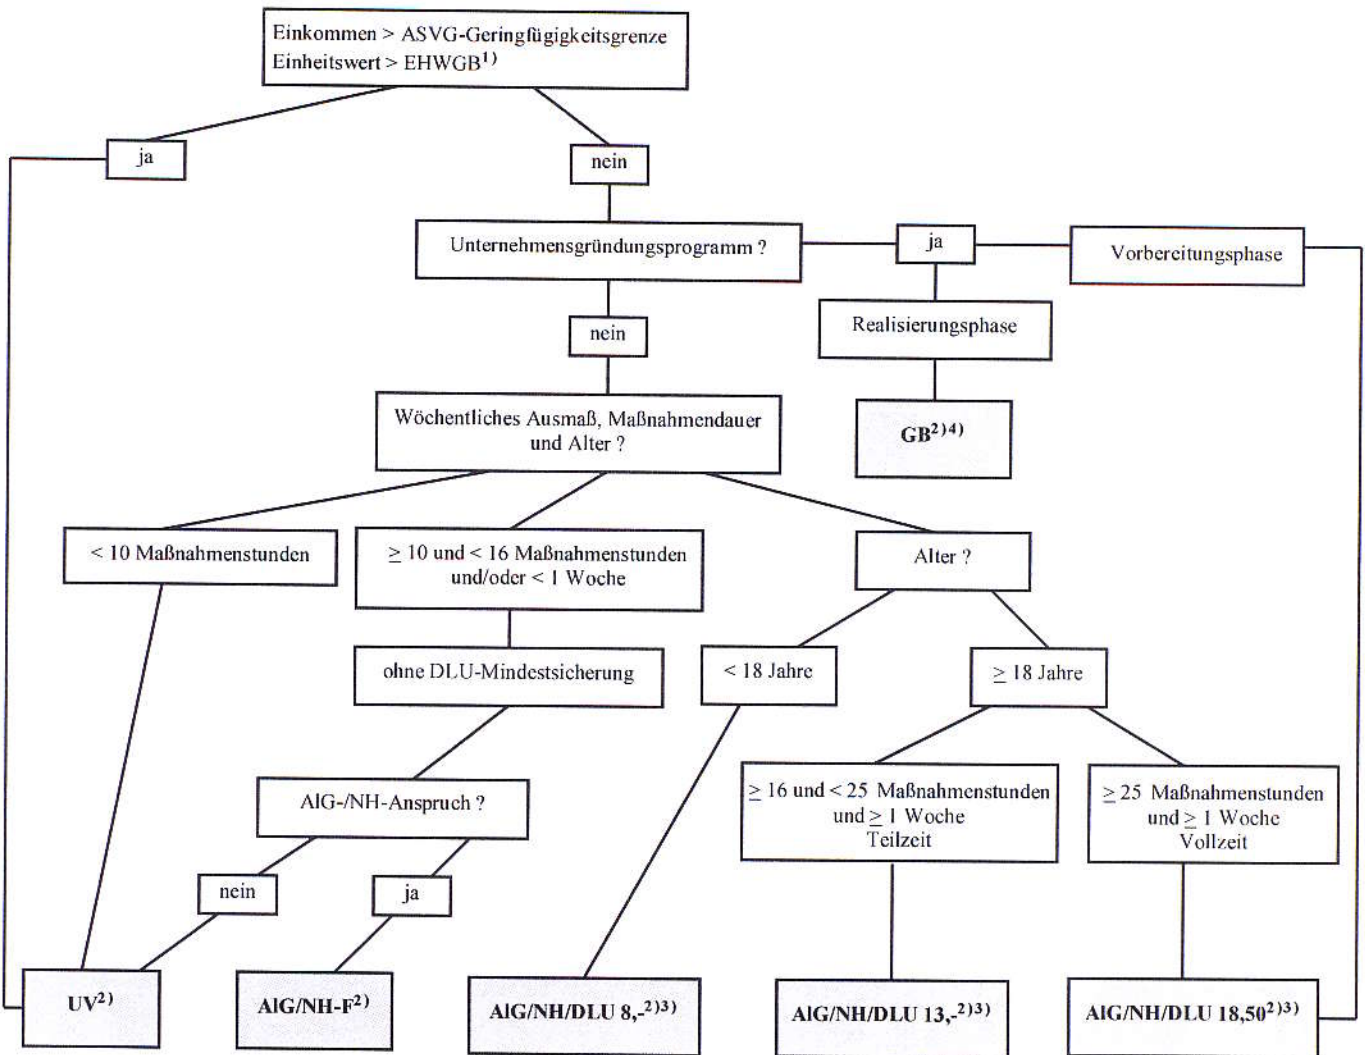 Einkommen > ASVG-Geringfügigkeitsgrenze
Einheitswert > EHWGB1)
ja
nein
Unternehmensgründungsprogramm ?
ja
Vorbereitungsphase
nein
Realisierungsphase
Wöchentliches Ausmaß, Maßnahmendauer
und Alter ?
GB2)4)
< 10 Maßnahmenstunden
≥ 10 und < 16 Maßnahmenstunden
und/oder < 1 Woche
Alter ?
ohne DLU-Mindestsicherung
< 18 Jahre
≥ 18 Jahre
AlG-/NH-Anspruch ?
≥ 16 und < 25 Maßnahmenstunden
und ≥ 1 Woche
Teilzeit
≥ 25 Maßnahmenstunden
und ≥ 1 Woche
Vollzeit
nein
ja
UV2)
AlG/NH-F2)
AlG/NH/DLU 8,-2)3)
AlG/NH/DLU 13,-2)3)
AlG/NH/DLU 18,502)3)